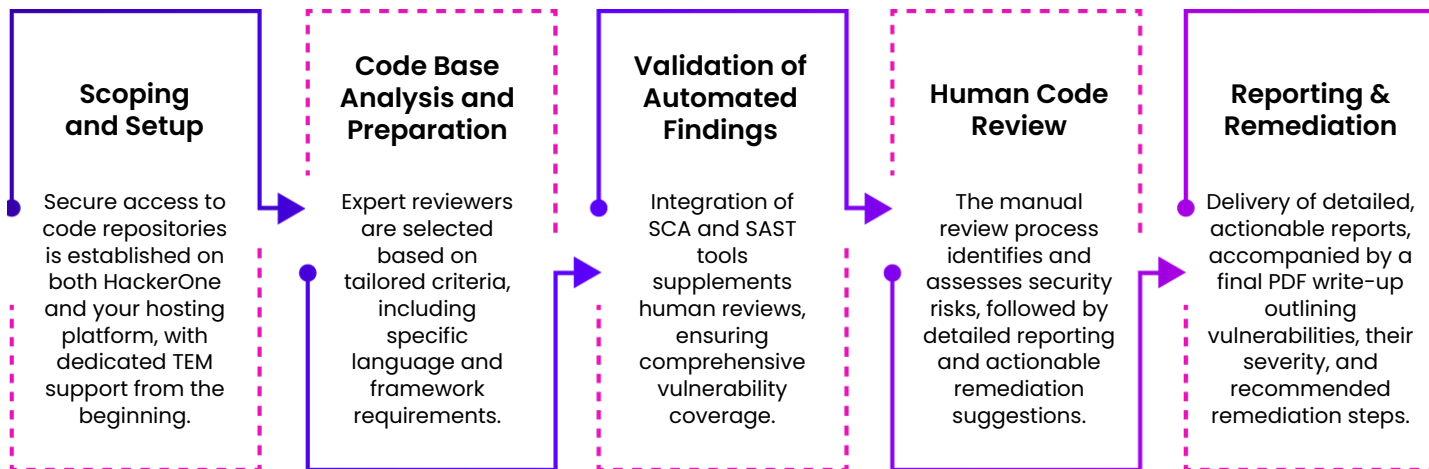 Scoping
and Setup
Secure access to
code repositories
is established on
both HackerOne
and your hosting
platform, with
dedicated TEM
support from the
beginning.
Code Base
Analysis and
Preparation
Expert reviewers
are selected
based on
tailored criteria,
including
specific
language and
framework
requirements.
Validation of
Automated
Findings
Integration of
SCA and SAST
tools
supplements
human reviews,
ensuring
comprehensive
vulnerability
coverage.
Human Code
Review
The manual
review process
identifies and
assesses security
risks, followed by
detailed reporting
and actionable
remediation
suggestions.
Reporting &
Remediation
Delivery of detailed,
actionable reports,
accompanied by a
final PDF write-up
outlining
vulnerabilities, their
severity, and
recommended
remediation steps.